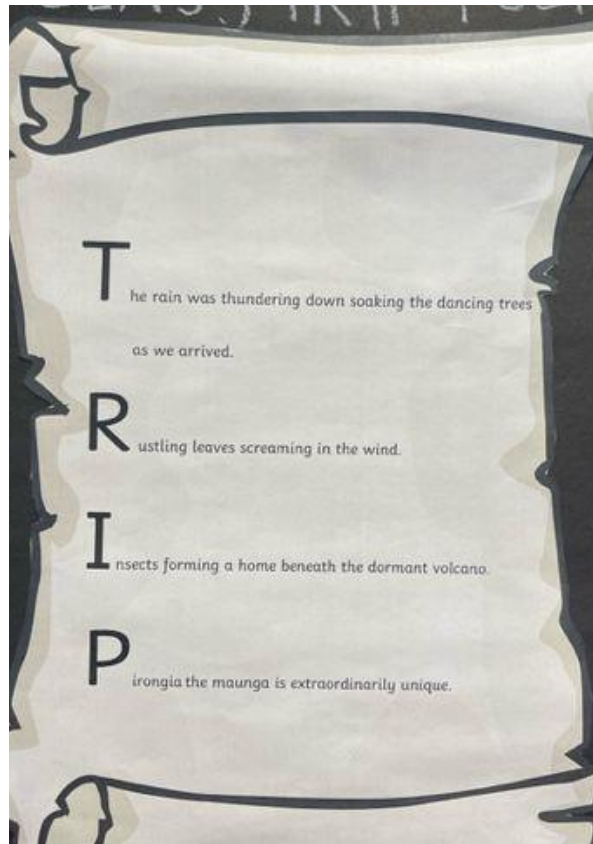 The rain was thundering down soaking the dancing trees
as we arrived.
Rustling leaves screaming in the wind.
Insects forming a home beneath the dormant volcano.
Pirongia the maunga is extraordinarily unique.